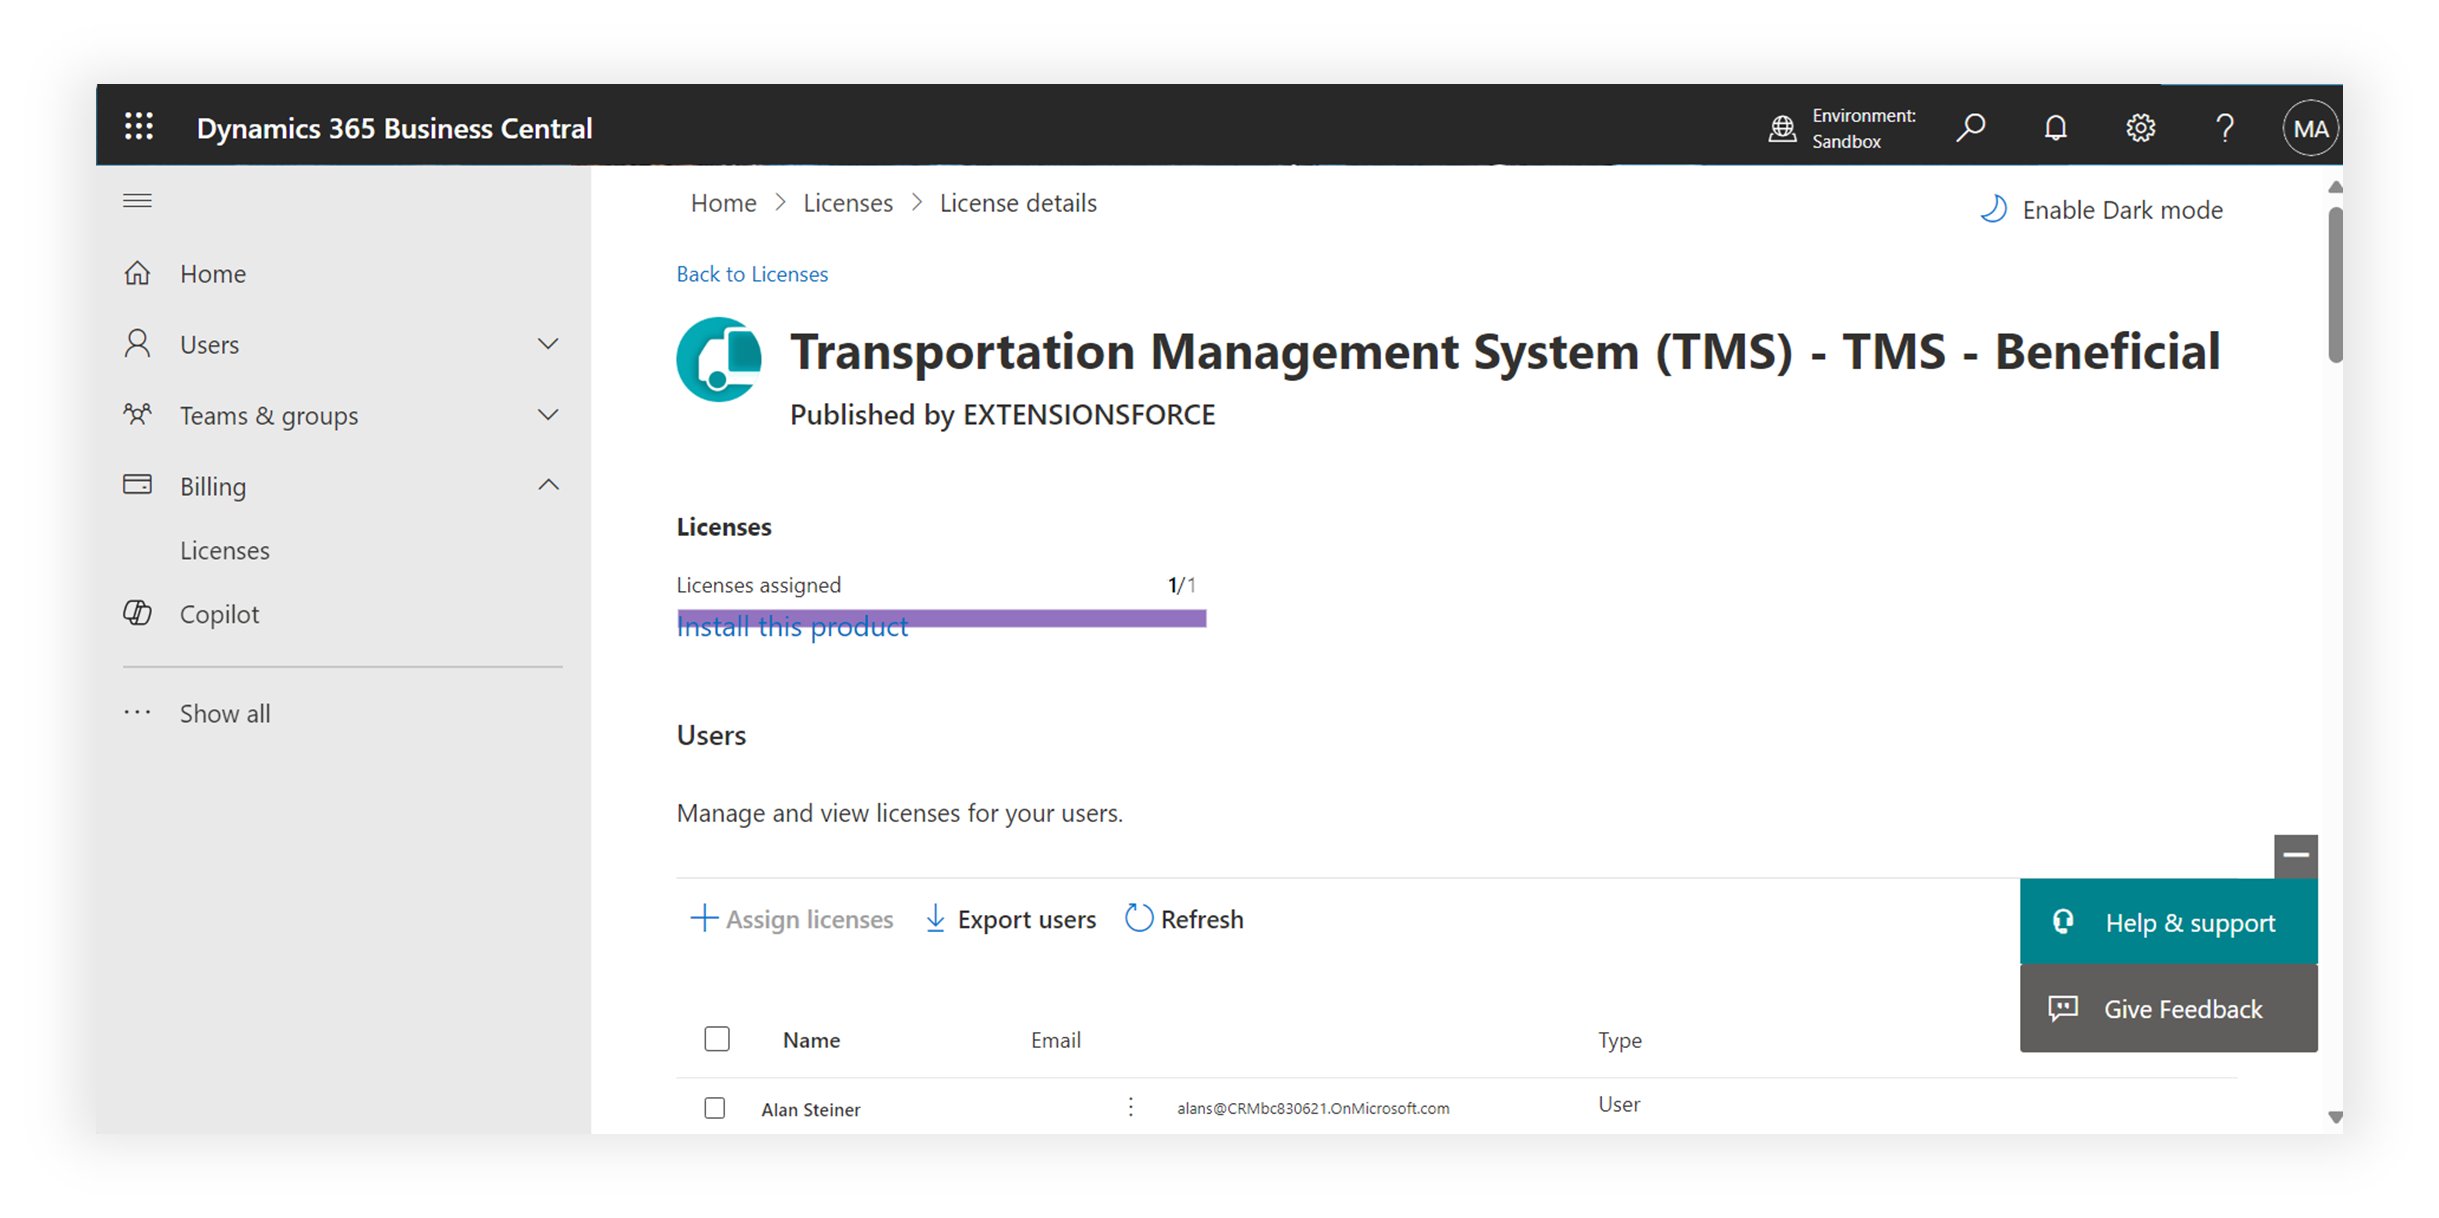 Dynamics 365 Business Central
Environment:
Sandbox
MA
Home
Users
Teams & groups
Billing
Licenses
Copilot
Show all
Home > Licenses > License details
Enable Dark mode
Back to Licenses
Transportation Management System (TMS) - TMS - Beneficial
Published by EXTENSIONSFORCE
Licenses
Licenses assigned 1/1
Install this product
Users
Manage and view licenses for your users.
Assign licenses Export users Refresh
Help & support
Give Feedback
Name Email Type
Alan Steiner alans@CRMbc830621.OnMicrosoft.com User